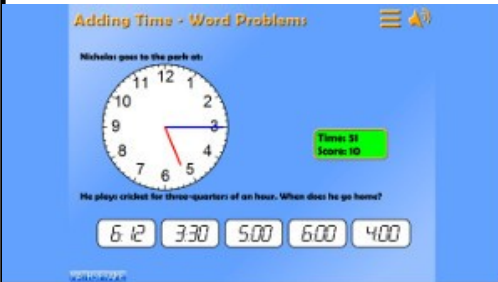 Adding Time - Word Problems
Nicholas goes to the park at:
12
11 1
10 2
9 3
8 4
7 5
6
Time: 51
Score: 10
He plays cricket for three-quarters of an hour. When does he go home?
6:12 3:30 5:00 6:00 4:00